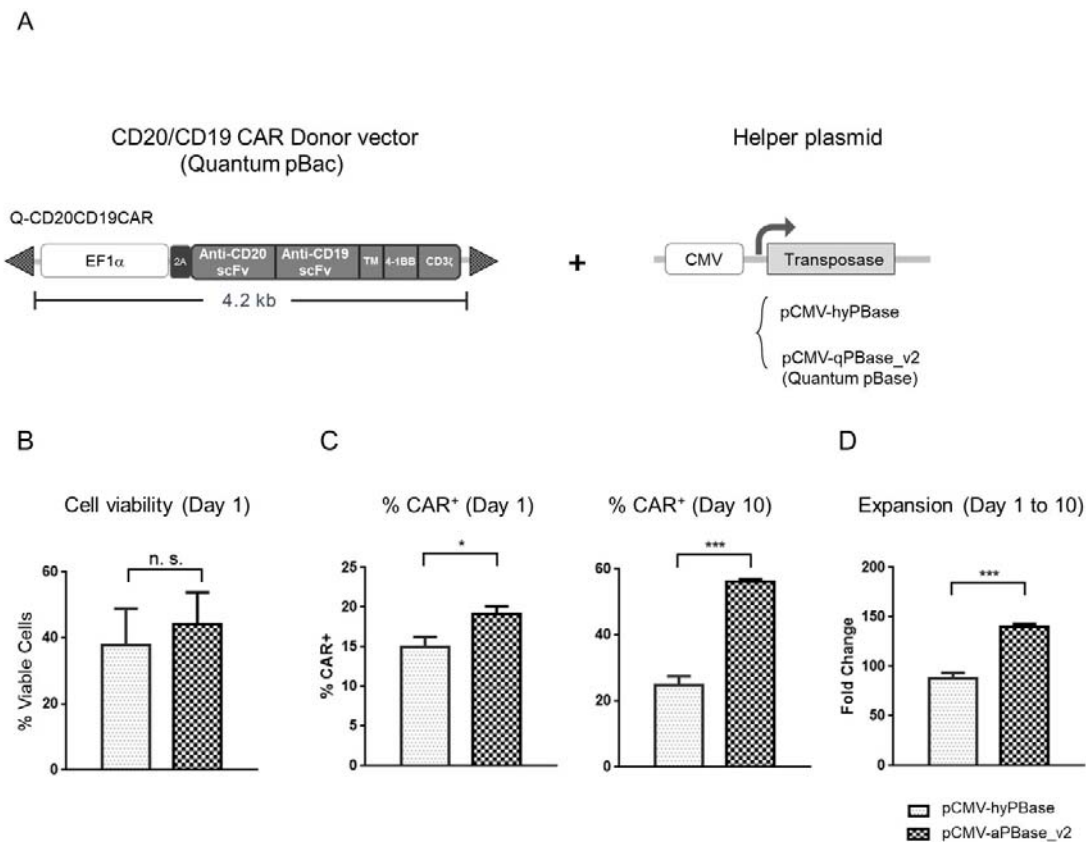 A
CD20/CD19 CAR Donor vector
(Quantum pBac)
Helper plasmid
Q-CD20CD19CAR
EF1α
2A
Anti-CD20
scFv
Anti-CD19
scFv
TM
4-1BB
CD3ζ
4.2 kb
+
CMV
Transposase
pCMV-hyPBase
pCMV-qPBase_v2
(Quantum pBase)
B
C
D
Cell viability (Day 1)
% CAR⁺ (Day 1)
% CAR⁺ (Day 10)
Expansion (Day 1 to 10)
n. s.
*
***
***
% Viable Cells
60
40
20
0
% CAR+
25
20
15
10
5
0
60
40
20
0
Fold Change
200
150
100
50
0
pCMV-hyPBase
pCMV-aPBase_v2